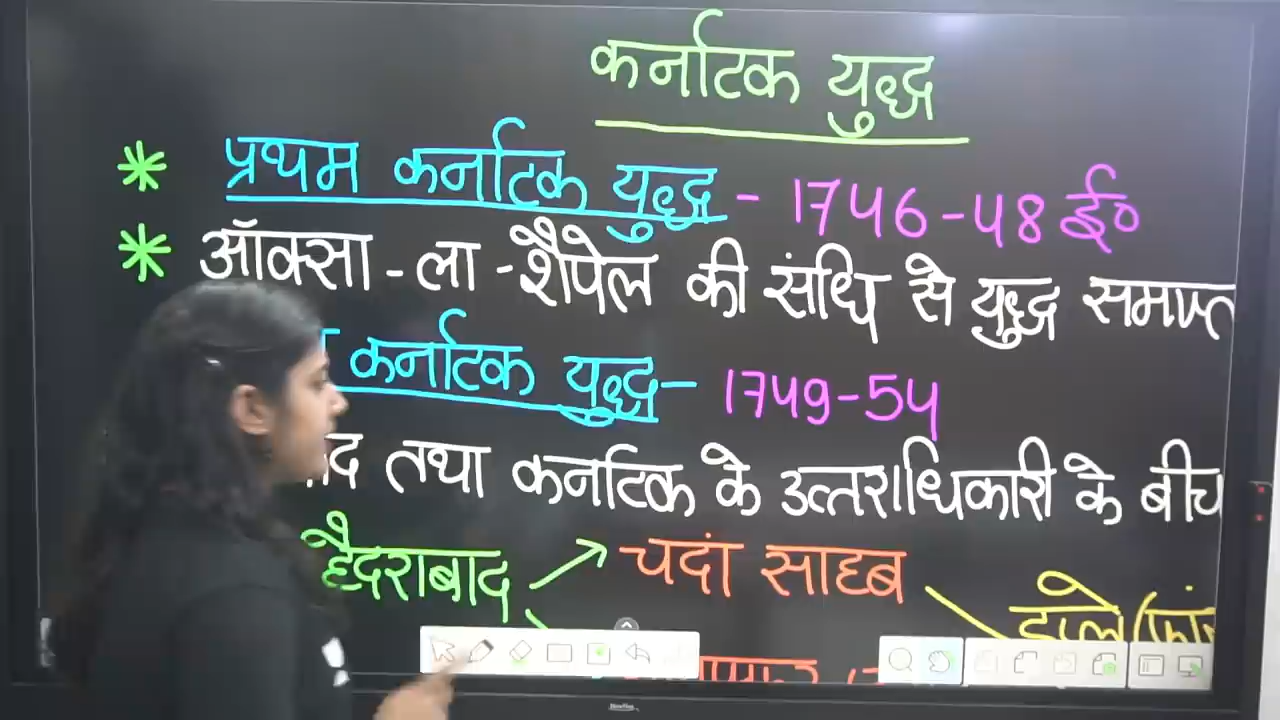 कर्नाटक युद्ध
* प्रथम कर्नाटक युद्ध - 1746-48 ई०
* ऑक्सा-ला-शैपेल की संधि से युद्ध समाप्त
कर्नाटक युद्ध - 1749-54
तथा कर्नाटक के उत्तराधिकारी के बीच
हैदराबाद → चदां साहब
डूप्ले